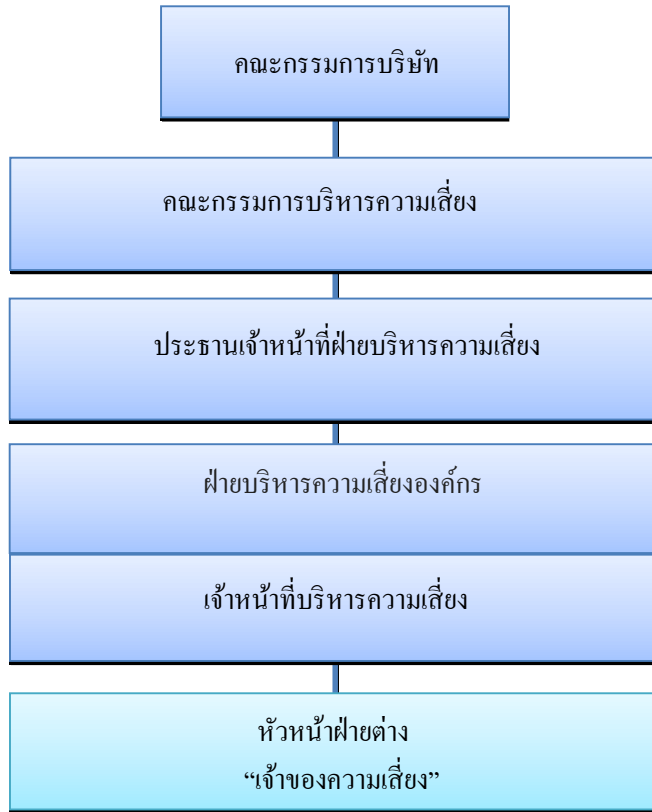 คณะกรรมการบริษัท
คณะกรรมการบริหารความเสี่ยง
ประธานเจ้าหน้าที่ฝ่ายบริหารความเสี่ยง
ฝ่ายบริหารความเสี่ยงองค์กร
เจ้าหน้าที่บริหารความเสี่ยง
หัวหน้าฝ่ายต่าง
“เจ้าของความเสี่ยง”